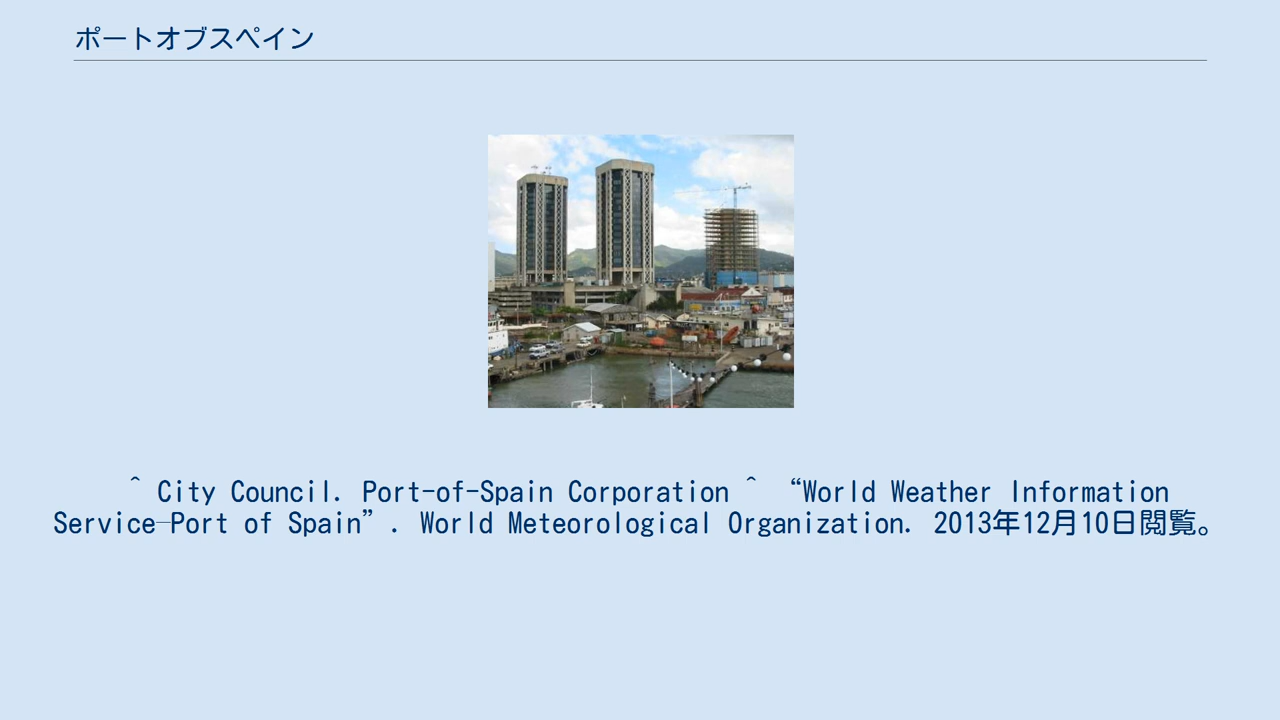 ポートオブスペイン
^ City Council. Port-of-Spain Corporation ^ “World Weather Information
Service–Port of Spain”. World Meteorological Organization. 2013年12月10日閲覧。